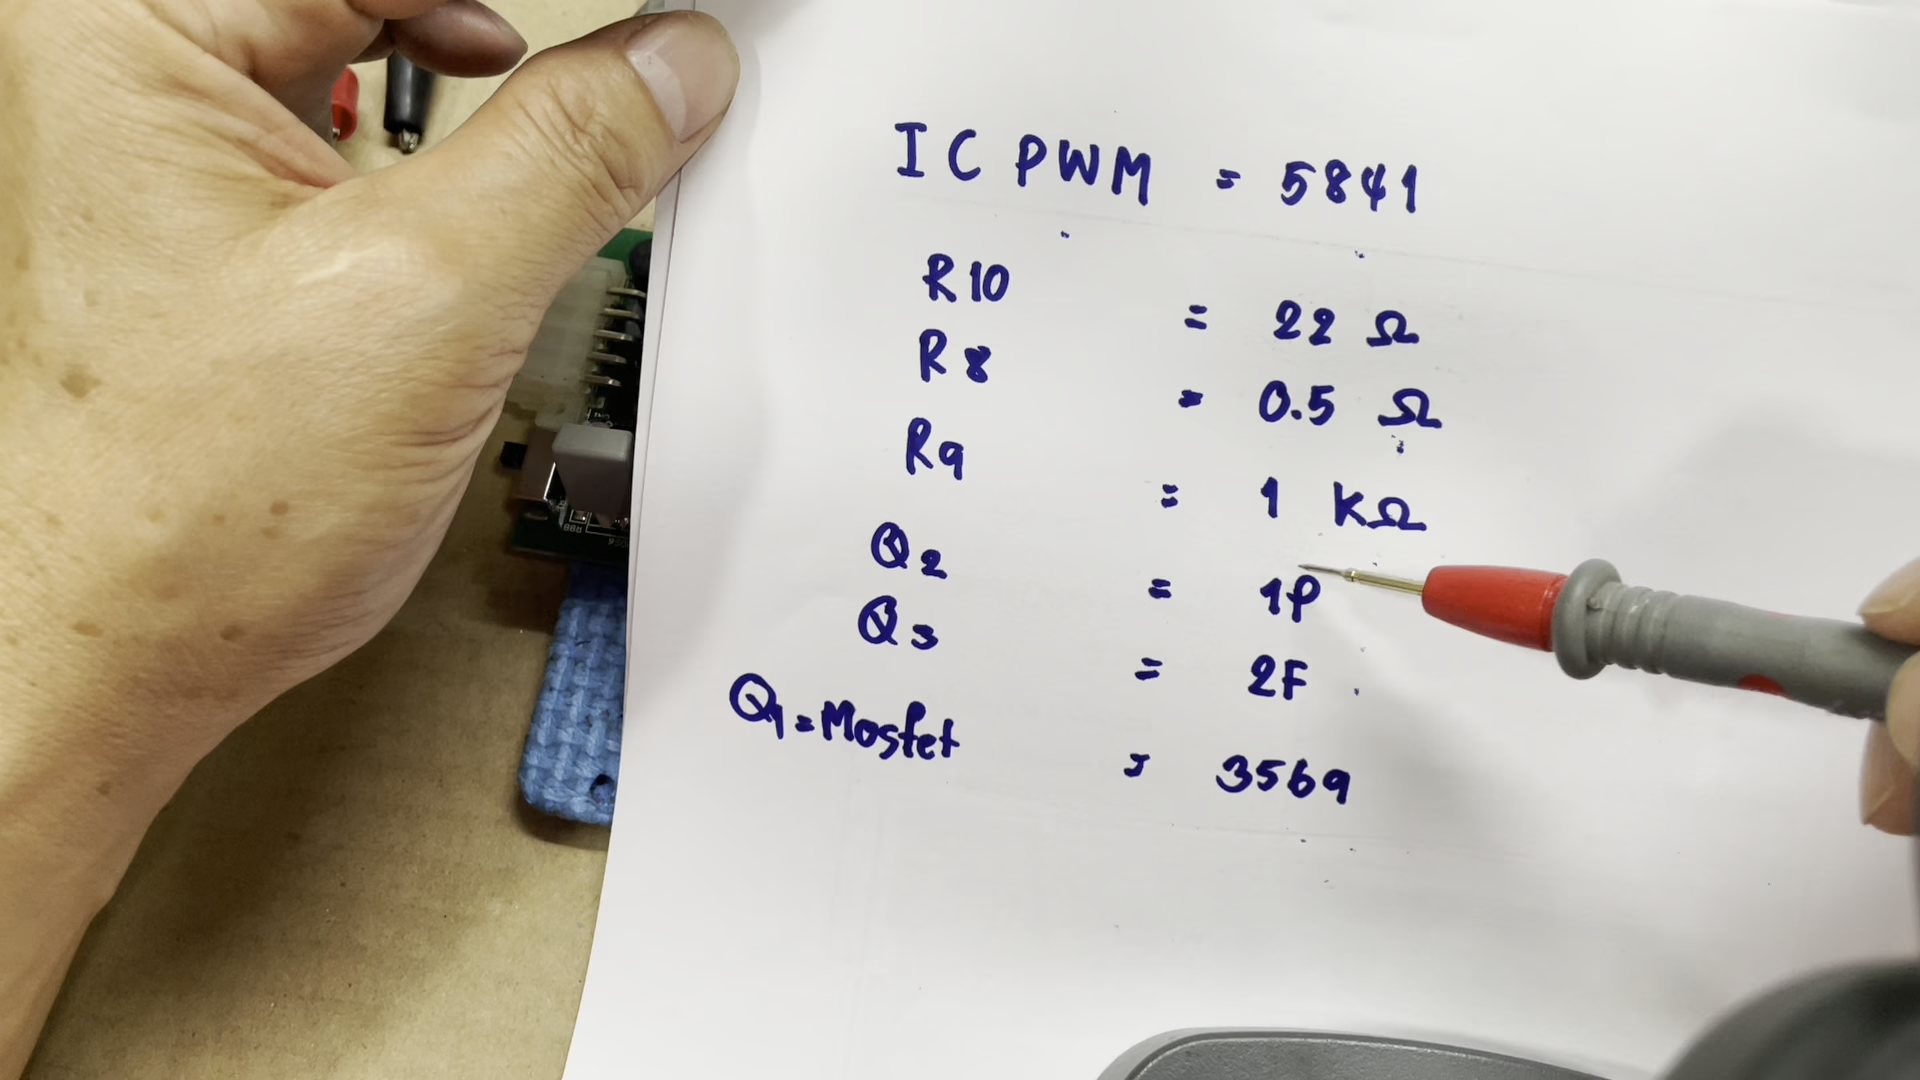 IC PWM = 5841
R10 = 22 Ω
R8 = 0.5 Ω
R9 = 1 KΩ
Q2 = 1P
Q3 = 2F
Q1 = Mosfet = 3569